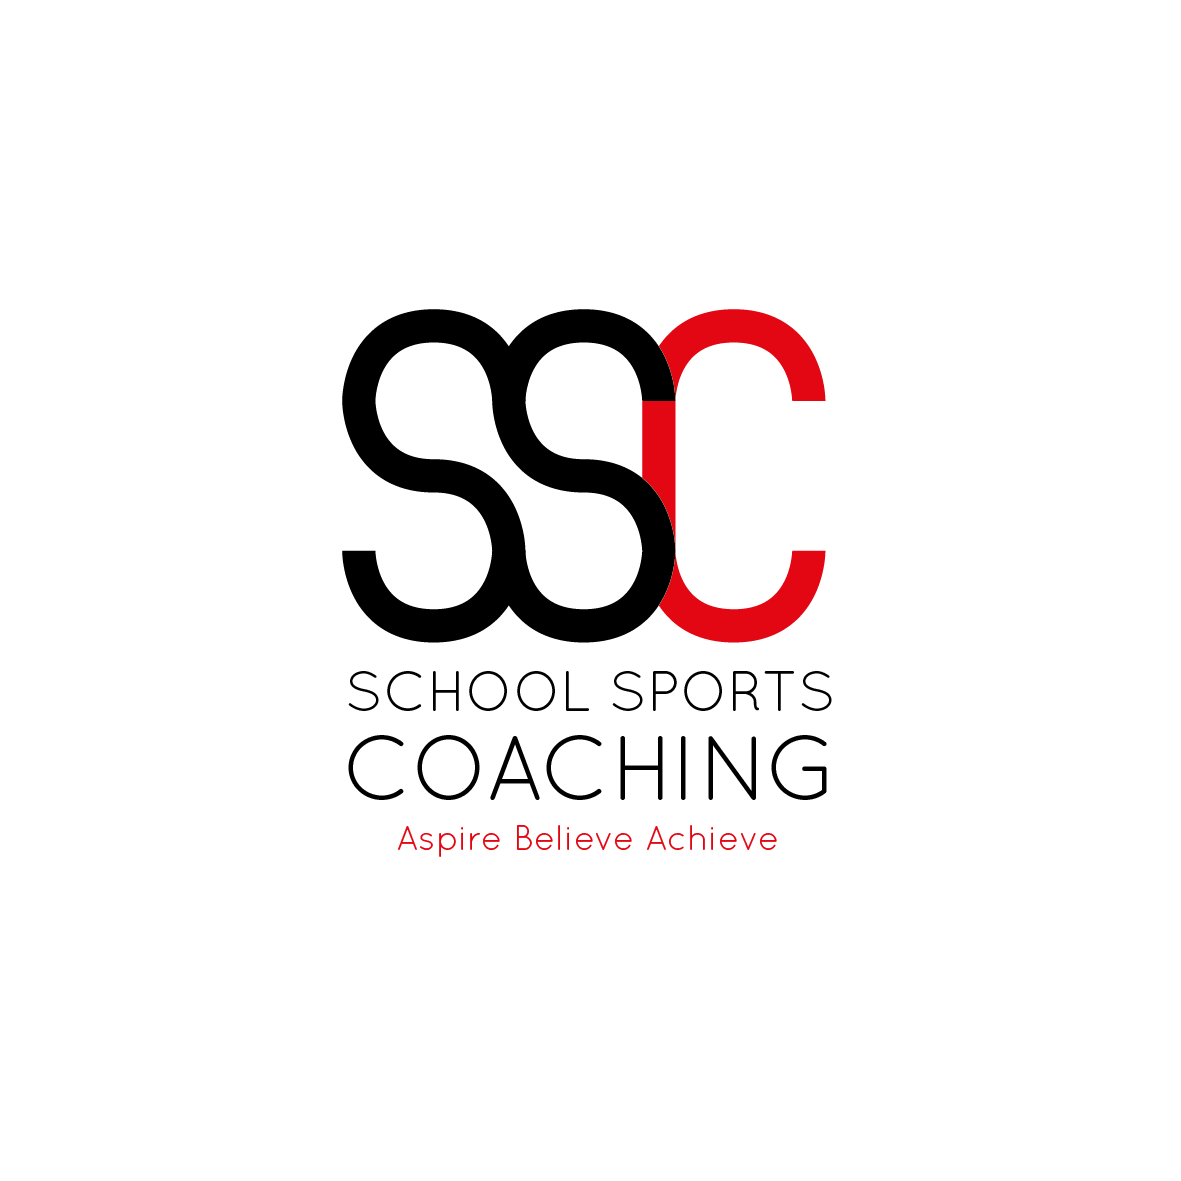 SSC
SCHOOL SPORTS
COACHING
Aspire Believe Achieve